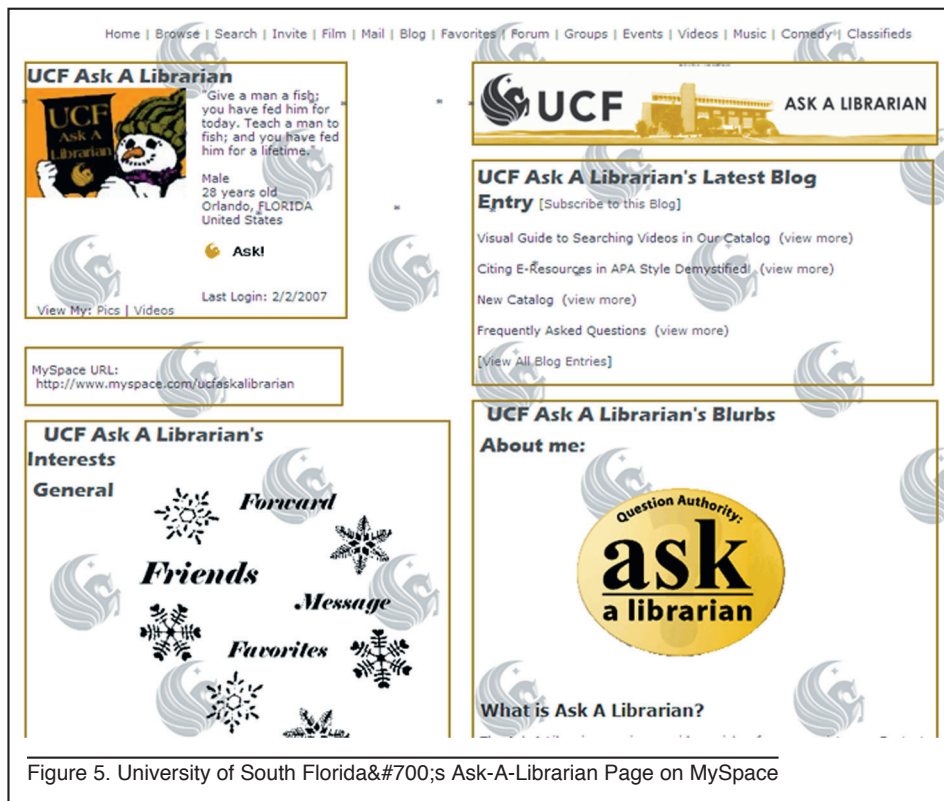 Home | Browse | Search | Invite | Film | Mail | Blog | Favorites | Forum | Groups | Events | Videos | Music | Comedy | Classifieds
UCF Ask A Librarian
UCF
Ask A
Librarian
"Give a man a fish;
you have fed him for
today. Teach a man to
fish; and you have fed
him for a lifetime."
Male
28 years old
Orlando, FLORIDA
United States
Ask!
Last Login: 2/2/2007
View My: Pics | Videos
MySpace URL:
http://www.myspace.com/ucfaskalibrarian
UCF Ask A Librarian's
Interests
General
Forward
Friends
Message
Favorites
UCF ASK A LIBRARIAN
UCF Ask A Librarian's Latest Blog
Entry [Subscribe to this Blog]
Visual Guide to Searching Videos in Our Catalog (view more)
Citing E-Resources in APA Style Demystified! (view more)
New Catalog (view more)
Frequently Asked Questions (view more)
[View All Blog Entries]
UCF Ask A Librarian's Blurbs
About me:
Question Authority:
ask
a librarian
What is Ask A Librarian?
Figure 5. University of South Florida&#700;s Ask-A-Librarian Page on MySpace